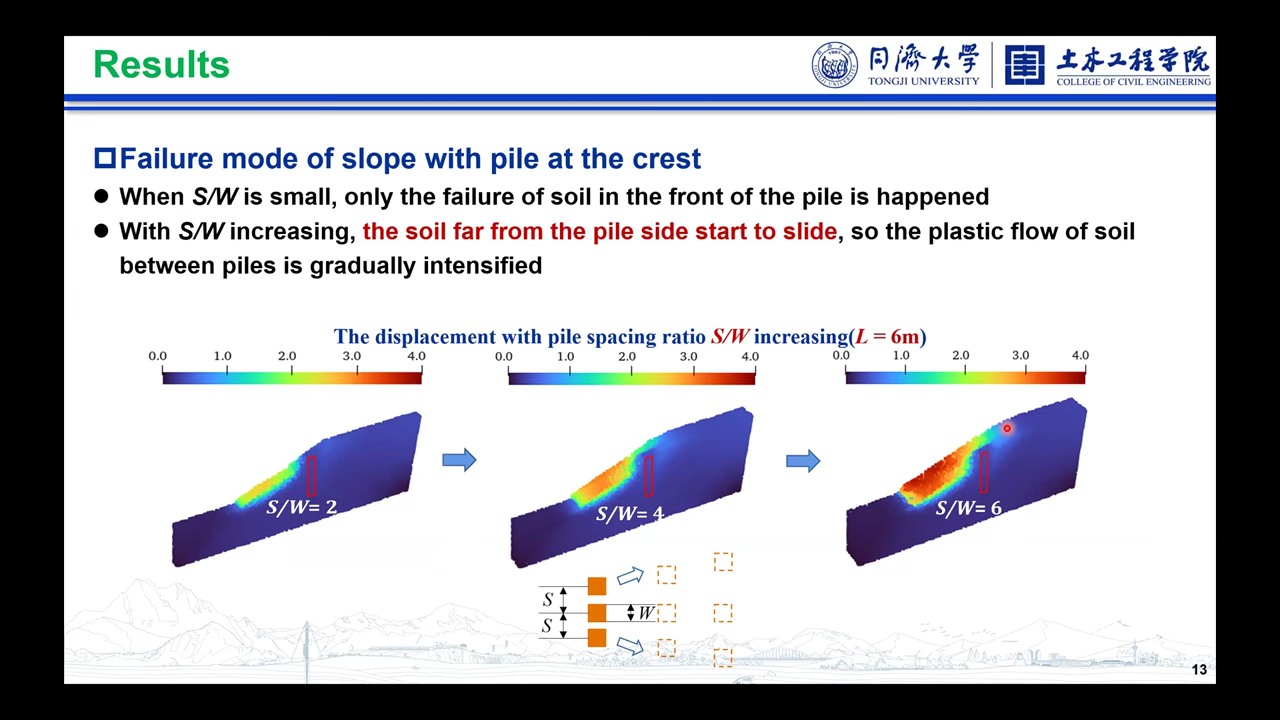 Results
同濟大学
TONGJI UNIVERSITY
土木工程学院
COLLEGE OF CIVIL ENGINEERING
Failure mode of slope with pile at the crest
When S/W is small, only the failure of soil in the front of the pile is happened
With S/W increasing, the soil far from the pile side start to slide, so the plastic flow of soil
between piles is gradually intensified
The displacement with pile spacing ratio S/W increasing(L = 6m)
0.0 1.0 2.0 3.0 4.0
0.0 1.0 2.0 3.0 4.0
0.0 1.0 2.0 3.0 4.0
S/W= 2
S/W= 4
S/W= 6
S
W
S
13